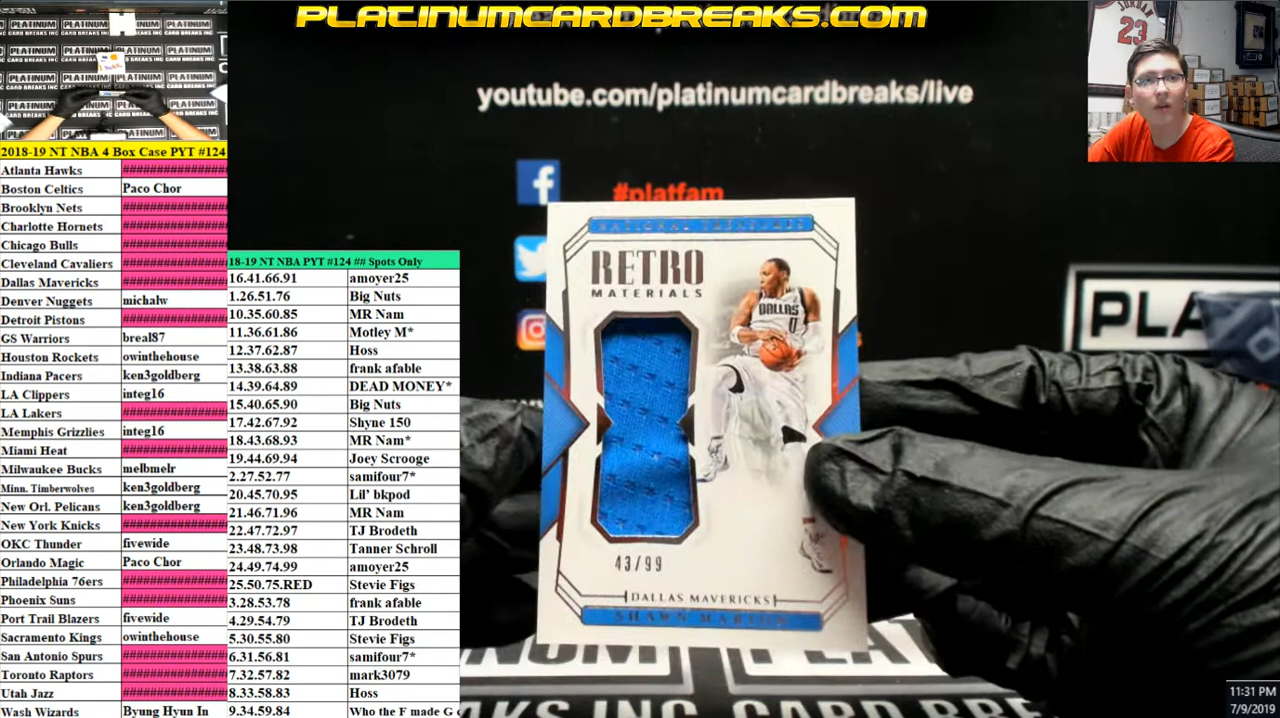 PLATINUMCARDBREAKS.COM
youtube.com/platinumcardbreaks/live
#platfam
JORDAN
23
2018-19 NT NBA 4 Box Case PYT #124
Atlanta Hawks ################
Boston Celtics Paco Chor
Brooklyn Nets ################
Charlotte Hornets ################
Chicago Bulls ################
Cleveland Cavaliers ################
Dallas Mavericks ################
Denver Nuggets michalw
Detroit Pistons ################
GS Warriors breal87
Houston Rockets owinthehouse
Indiana Pacers ken3goldberg
LA Clippers integ16
LA Lakers ################
Memphis Grizzlies integ16
Miami Heat ################
Milwaukee Bucks melbmelr
Minn. Timberwolves ken3goldberg
New Orl. Pelicans ken3goldberg
New York Knicks ################
OKC Thunder fivewide
Orlando Magic Paco Chor
Philadelphia 76ers ################
Phoenix Suns ################
Port Trail Blazers fivewide
Sacramento Kings owinthehouse
San Antonio Spurs ################
Toronto Raptors ################
Utah Jazz ################
Wash Wizards Byung Hyun In
18-19 NT NBA PYT #124 ## Spots Only
16.41.66.91 amoyer25
1.26.51.76 Big Nuts
10.35.60.85 MR Nam
11.36.61.86 Motley M*
12.37.62.87 Hoss
13.38.63.88 frank afable
14.39.64.89 DEAD MONEY*
15.40.65.90 Big Nuts
17.42.67.92 Shyne 150
18.43.68.93 MR Nam*
19.44.69.94 Joey Scrooge
2.27.52.77 samifour7*
20.45.70.95 Lil' bkpod
21.46.71.96 MR Nam
22.47.72.97 TJ Brodeth
23.48.73.98 Tanner Schroll
24.49.74.99 amoyer25
25.50.75.RED Stevie Figs
3.28.53.78 frank afable
4.29.54.79 TJ Brodeth
5.30.55.80 Stevie Figs
6.31.56.81 samifour7*
7.32.57.82 mark3079
8.33.58.83 Hoss
9.34.59.84 Who the F made G
NATIONAL TREASURES
RETRO
MATERIALS
DALLAS
0
43/99
DALLAS MAVERICKS
SHAWN MARION
PLA
PLATINUM
CARD BREAKS INC
11:31 PM
7/9/2019